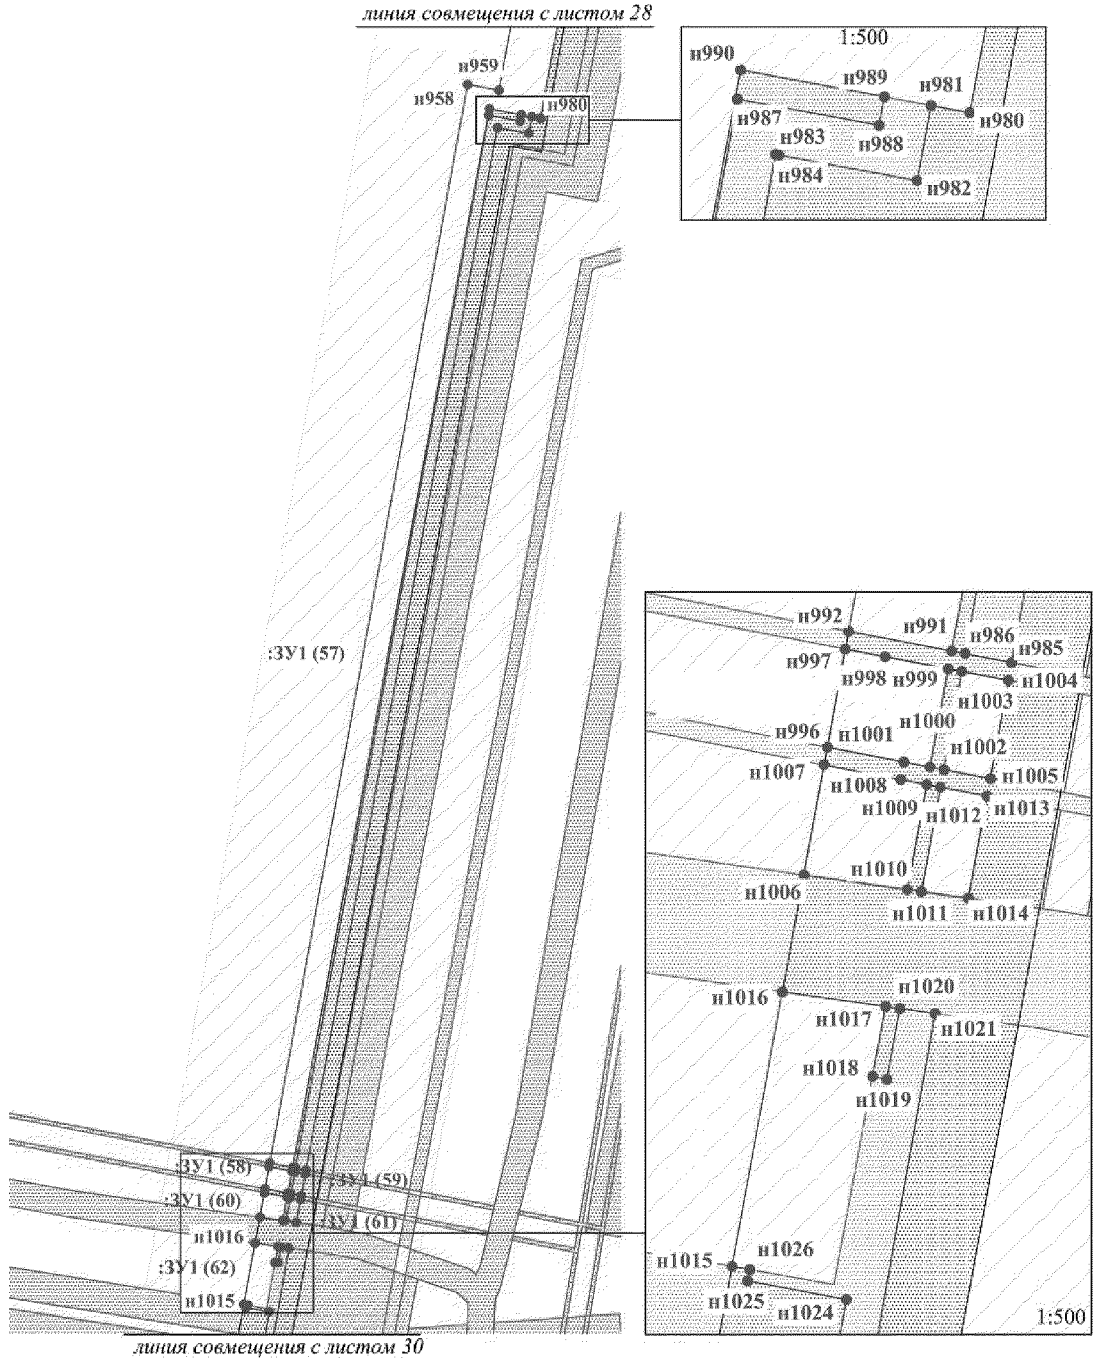 линия совмещения с листом 28
н959
н958
н980
1:500
н990
н989
н981
н987
н980
н983
н988
н984
н982
:ЗУ1 (57)
н992
н991
н986
н985
н997
н998
н999
н1004
н1003
н1000
н996
н1001
н1002
н1007
н1005
н1008
н1009
н1012
н1013
н1010
н1006
н1011
н1014
н1016
н1020
н1017
н1021
н1018
н1019
н1026
н1015
н1025
н1024
1:500
:ЗУ1 (58)
:ЗУ1 (59)
:ЗУ1 (60)
:ЗУ1 (61)
н1016
:ЗУ1 (62)
н1015
линия совмещения с листом 30